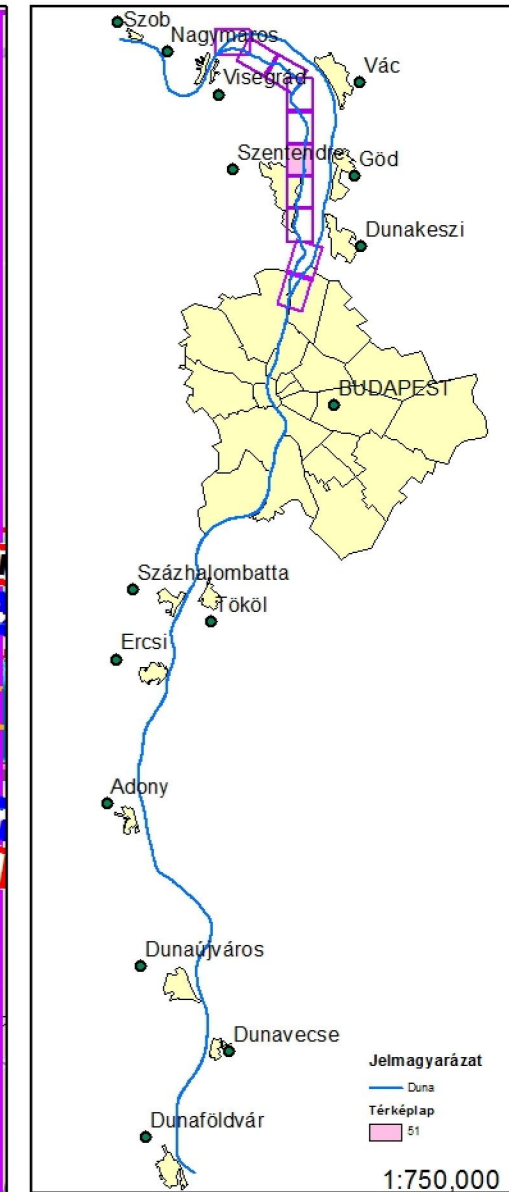 Szob
Nagymaros
Visegrád
Vác
Szentendre
Göd
Dunakeszi
BUDAPEST
Százhalombatta
Tököl
Ercsi
Adony
Dunaújváros
Dunavecse
Dunaföldvár
Jelmagyarázat
Duna
Térképlap
51
1:750,000